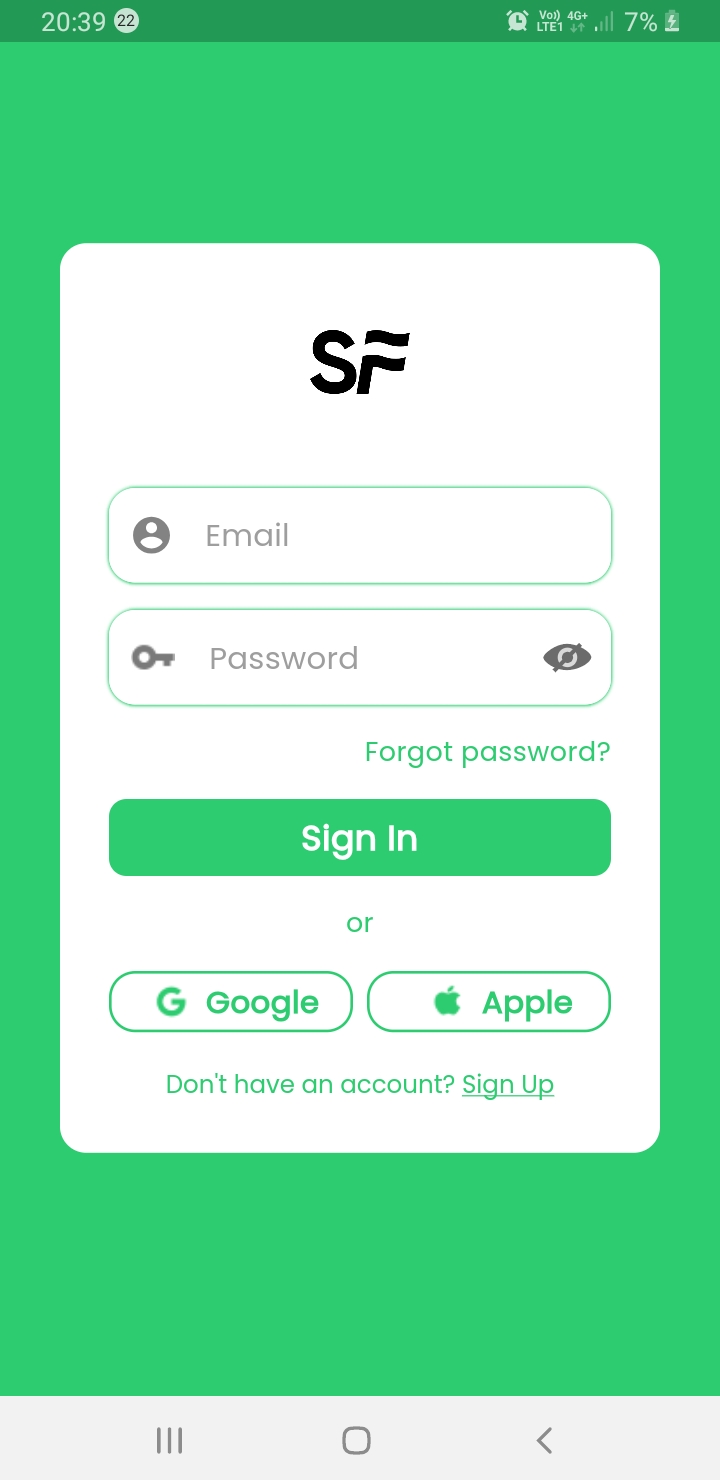 20:39 22 Vo)) LTE1 4G+ 7%
SF
Email
Password
Forgot password?
Sign In
or
Google Apple
Don't have an account? Sign Up